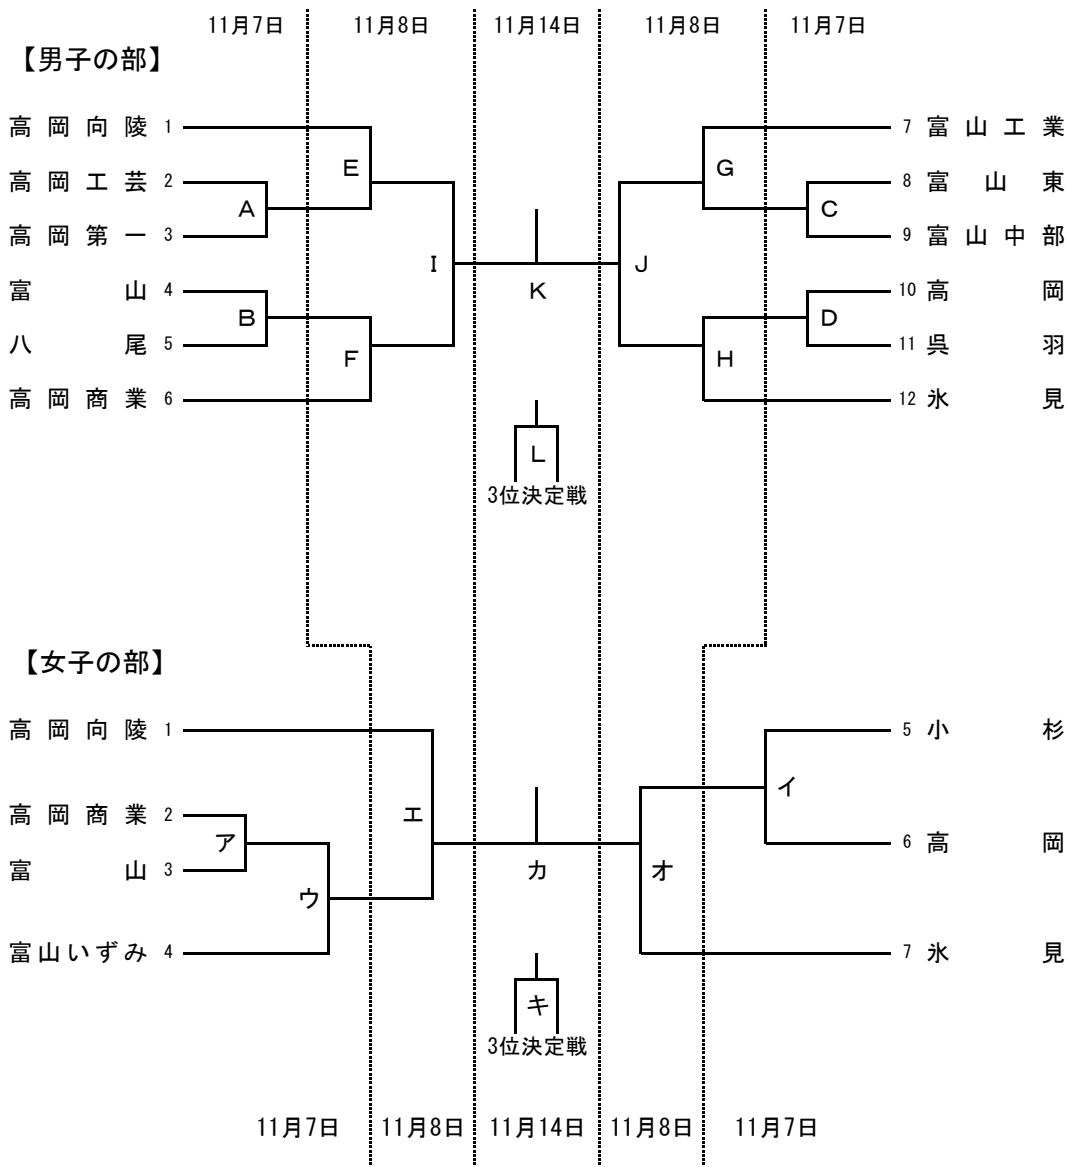 11月7日 11月8日 11月14日 11月8日 11月7日
【男子の部】
高岡向陵 1 7 富山工業
E G
高岡工芸 2 8 富山東
A C
高岡第一 3 9 富山中部
I J
富山 4 K 10 高岡
B D
八尾 5 11 呉羽
F H
高岡商業 6 12 氷見
L
3位決定戦
【女子の部】
高岡向陵 1 5 小杉
イ
高岡商業 2 エ
ア 6 高岡
富山 3 カ オ
ウ
富山いずみ 4 7 氷見
キ
3位決定戦
11月7日 11月8日 11月14日 11月8日 11月7日